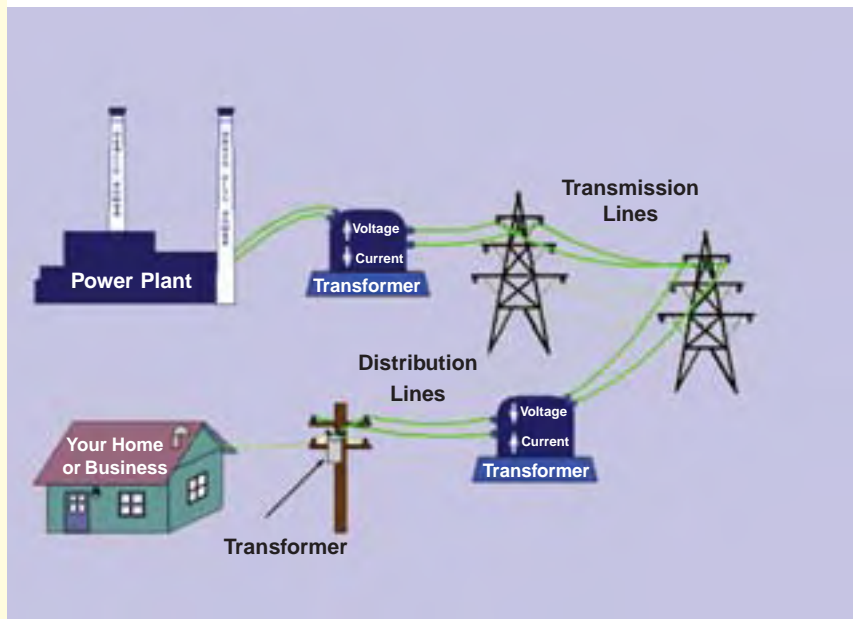 Transmission
Lines
Voltage
Current
Power Plant
Transformer
Distribution
Lines
Voltage
Current
Your Home
or Business
Transformer
Transformer